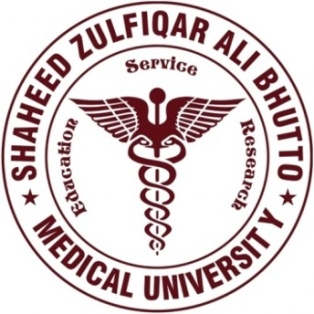 SHAHEED ZULFIQAR ALI BHUTTO
MEDICAL UNIVERSITY
Education
Service
Research